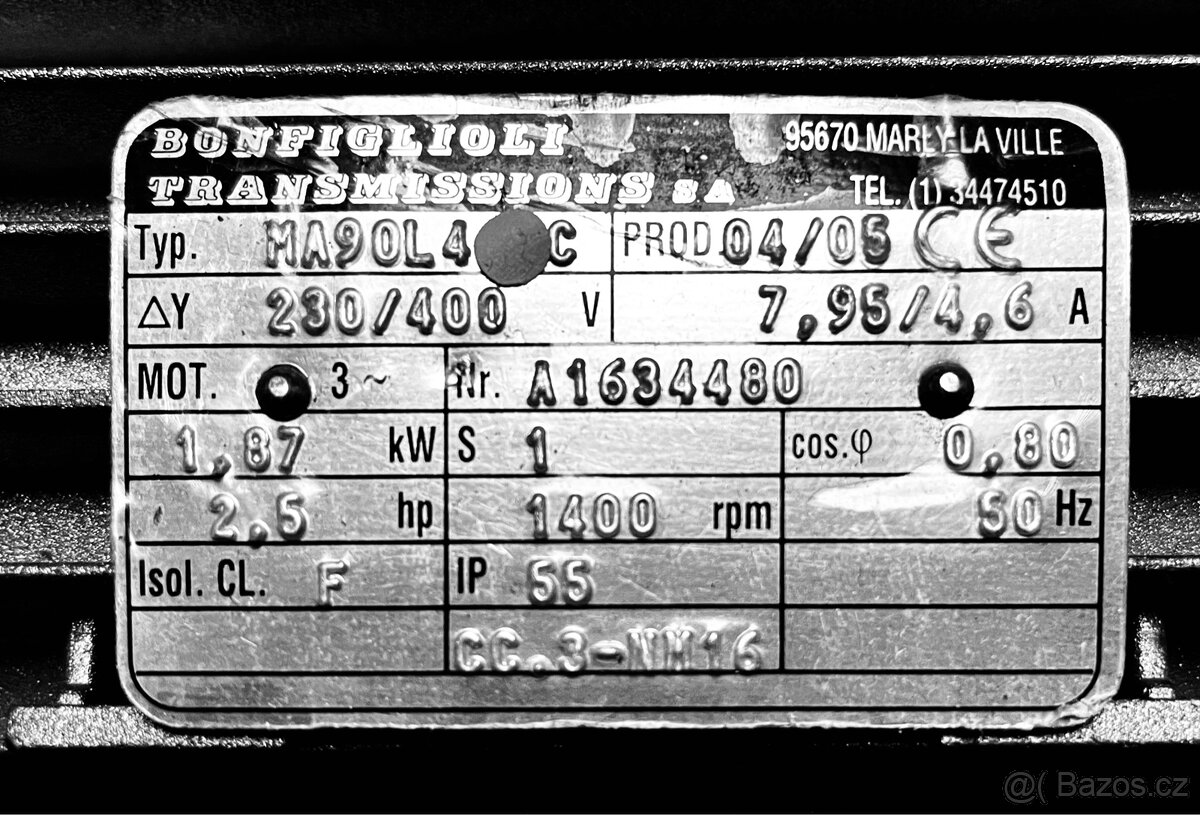 BONFIGLIOLI 95670 MARLY-LA VILLE
TRANSMISSIONS SA TEL. (1) 34474510
Typ. MA90L4 C PROD 04/05 CE
△Y 230/400 V 7,95/4,6 A
MOT. 3 ~ Nr. A1634480
1,87 kW S 1 cos.φ 0,80
2,5 hp 1400 rpm 50 Hz
Isol. CL. F IP 55
@( Bazos.cz